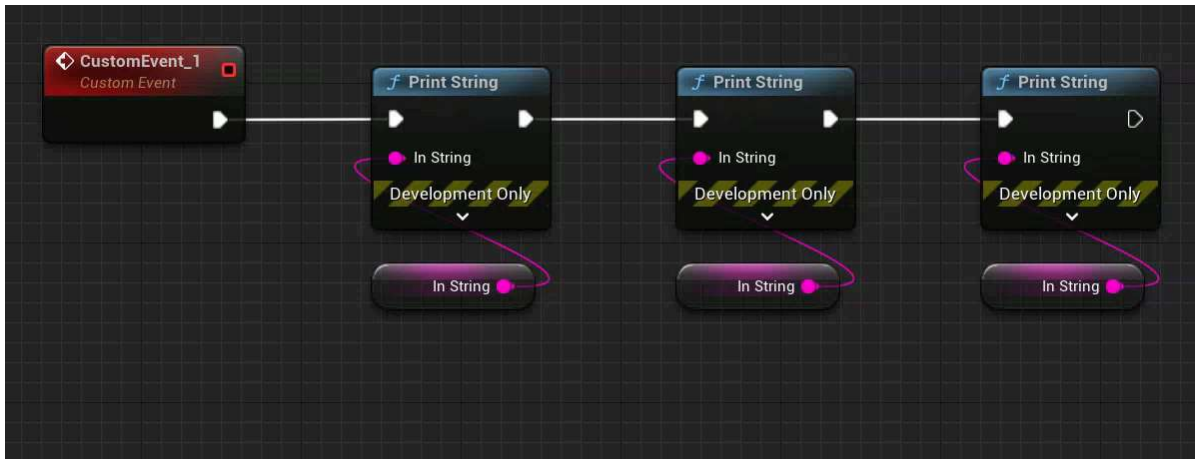 CustomEvent_1
Custom Event
f Print String
In String
Development Only
In String
f Print String
In String
Development Only
In String
f Print String
In String
Development Only
In String